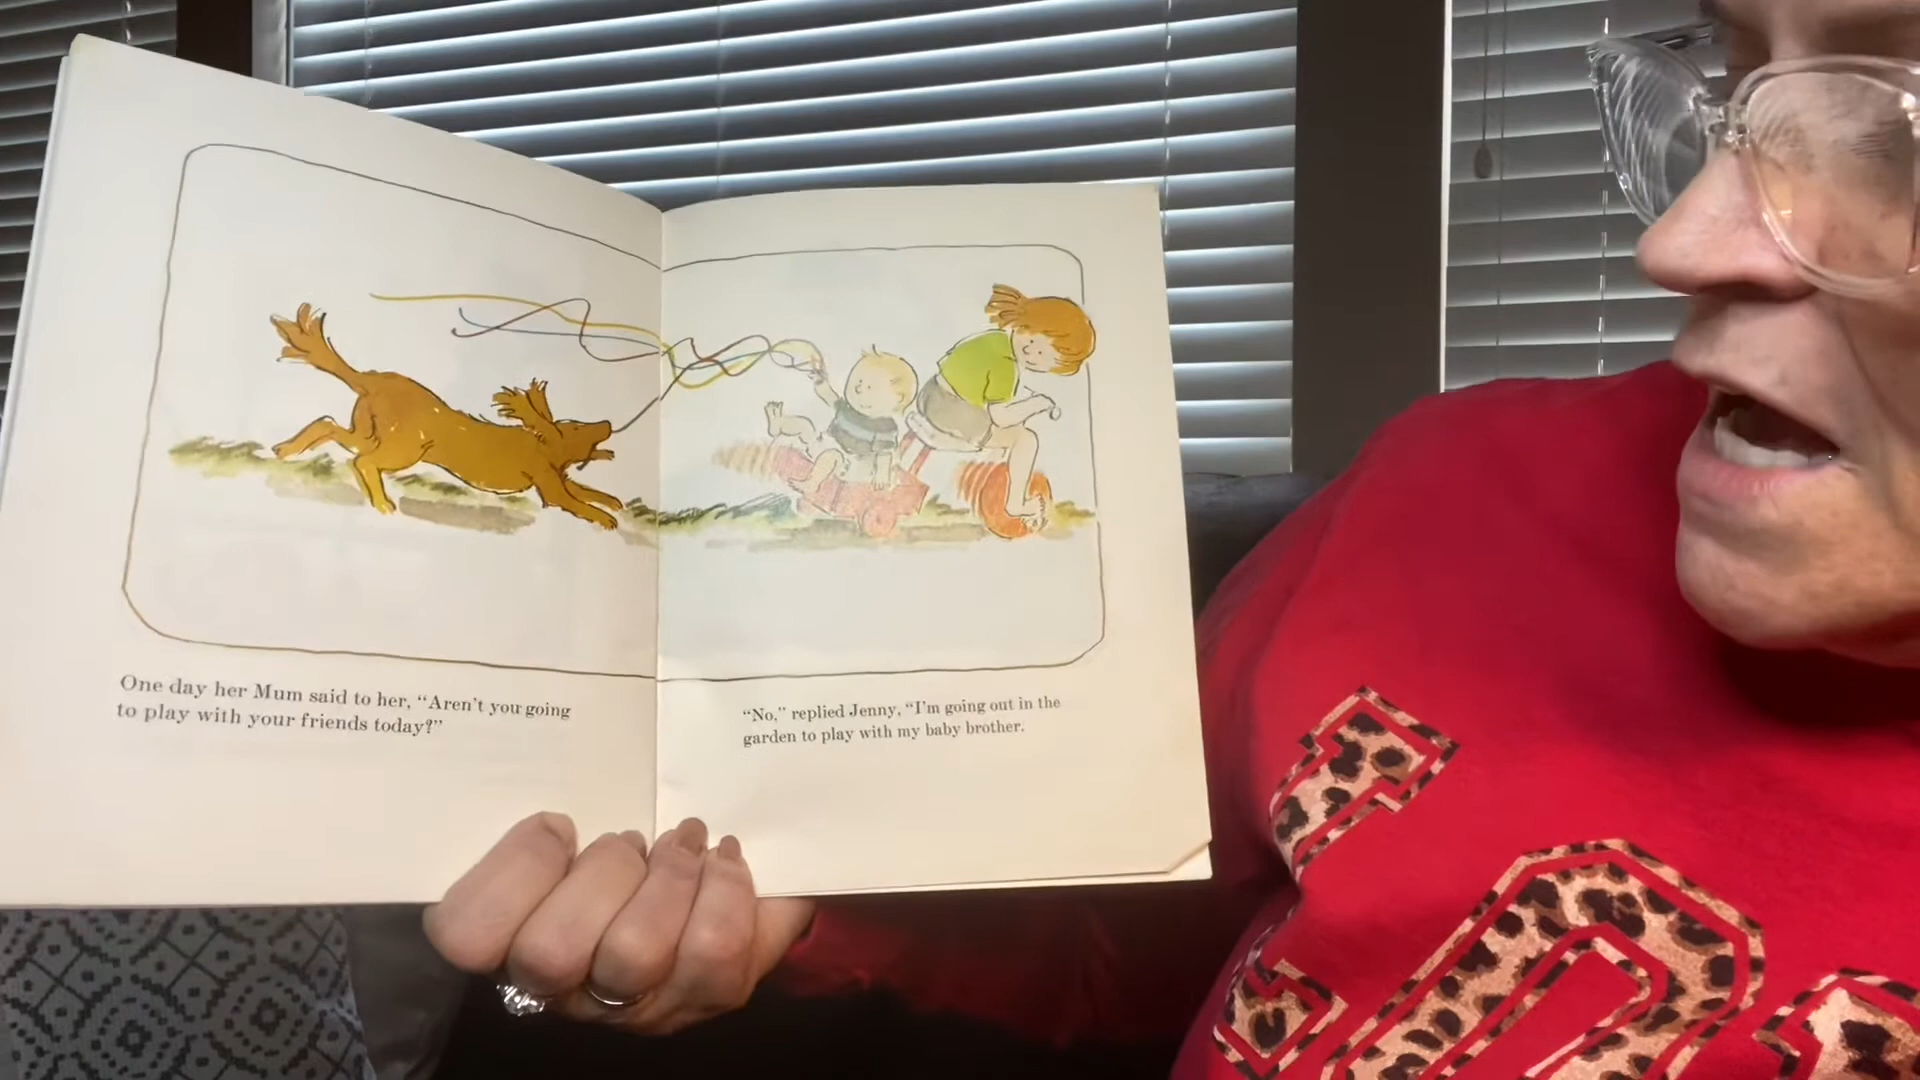 One day her Mum said to her, “Aren't you going
to play with your friends today?”
“No,” replied Jenny, “I'm going out in the
garden to play with my baby brother.